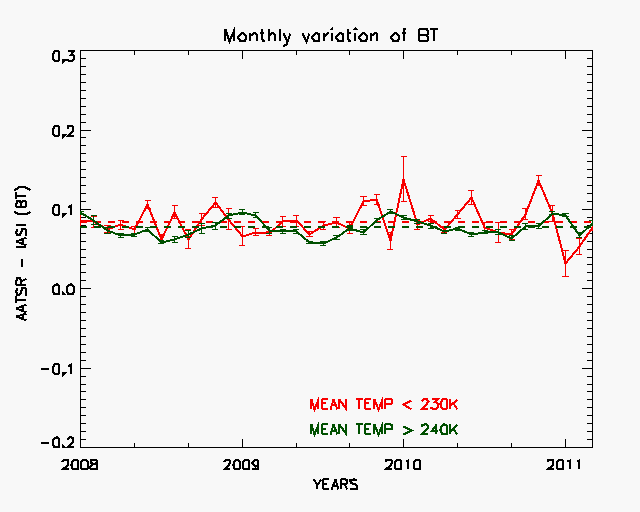 Monthly variation of BT
0.3
0.2
0.1
0.0
-0.1
-0.2
AATSR - IASI (BT)
MEAN TEMP < 230K
MEAN TEMP > 240K
2008 2009 2010 2011
YEARS